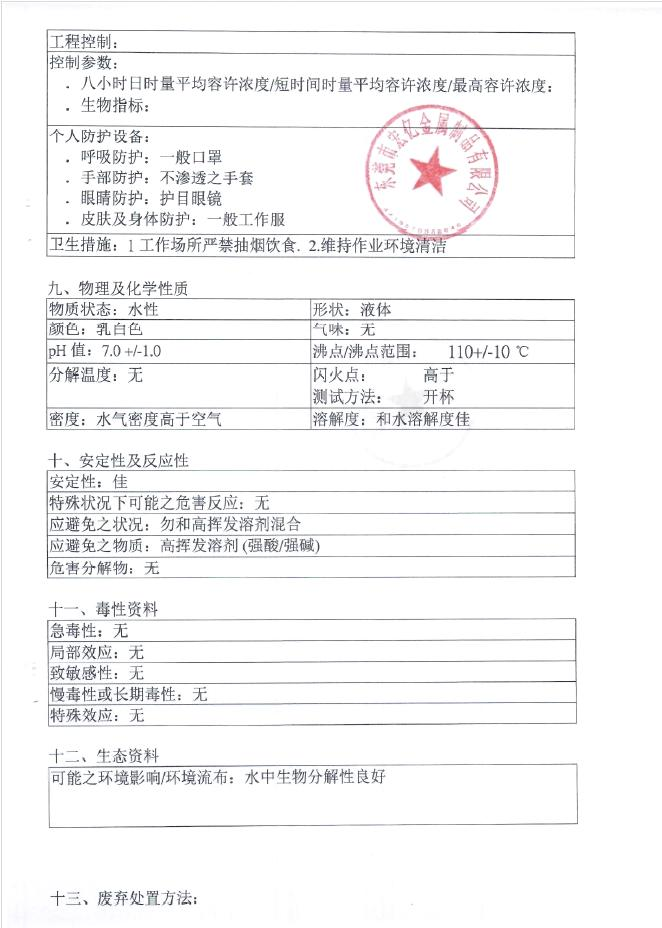 工程控制：
控制参数：
．八小时日时量平均容许浓度/短时间时量平均容许浓度/最高容许浓度：
．生物指标：
个人防护设备：
．呼吸防护：一般口罩
．手部防护：不渗透之手套
．眼睛防护：护目眼镜
．皮肤及身体防护：一般工作服
卫生措施：1 工作场所严禁抽烟饮食. 2.维持作业环境清洁
东莞市宏亿金属制品有限公司
九、物理及化学性质
物质状态：水性 形状：液体
颜色：乳白色 气味：无
pH 值：7.0 +/-1.0 沸点/沸点范围： 110+/-10 ℃
分解温度：无 闪火点： 高于
测试方法： 开杯
密度：水气密度高于空气 溶解度：和水溶解度佳
十、安定性及反应性
安定性：佳
特殊状况下可能之危害反应：无
应避免之状况：勿和高挥发溶剂混合
应避免之物质：高挥发溶剂 (强酸/强碱)
危害分解物：无
十一、毒性资料
急毒性：无
局部效应：无
致敏感性：无
慢毒性或长期毒性：无
特殊效应：无
十二、生态资料
可能之环境影响/环境流布：水中生物分解性良好
十三、废弃处置方法：